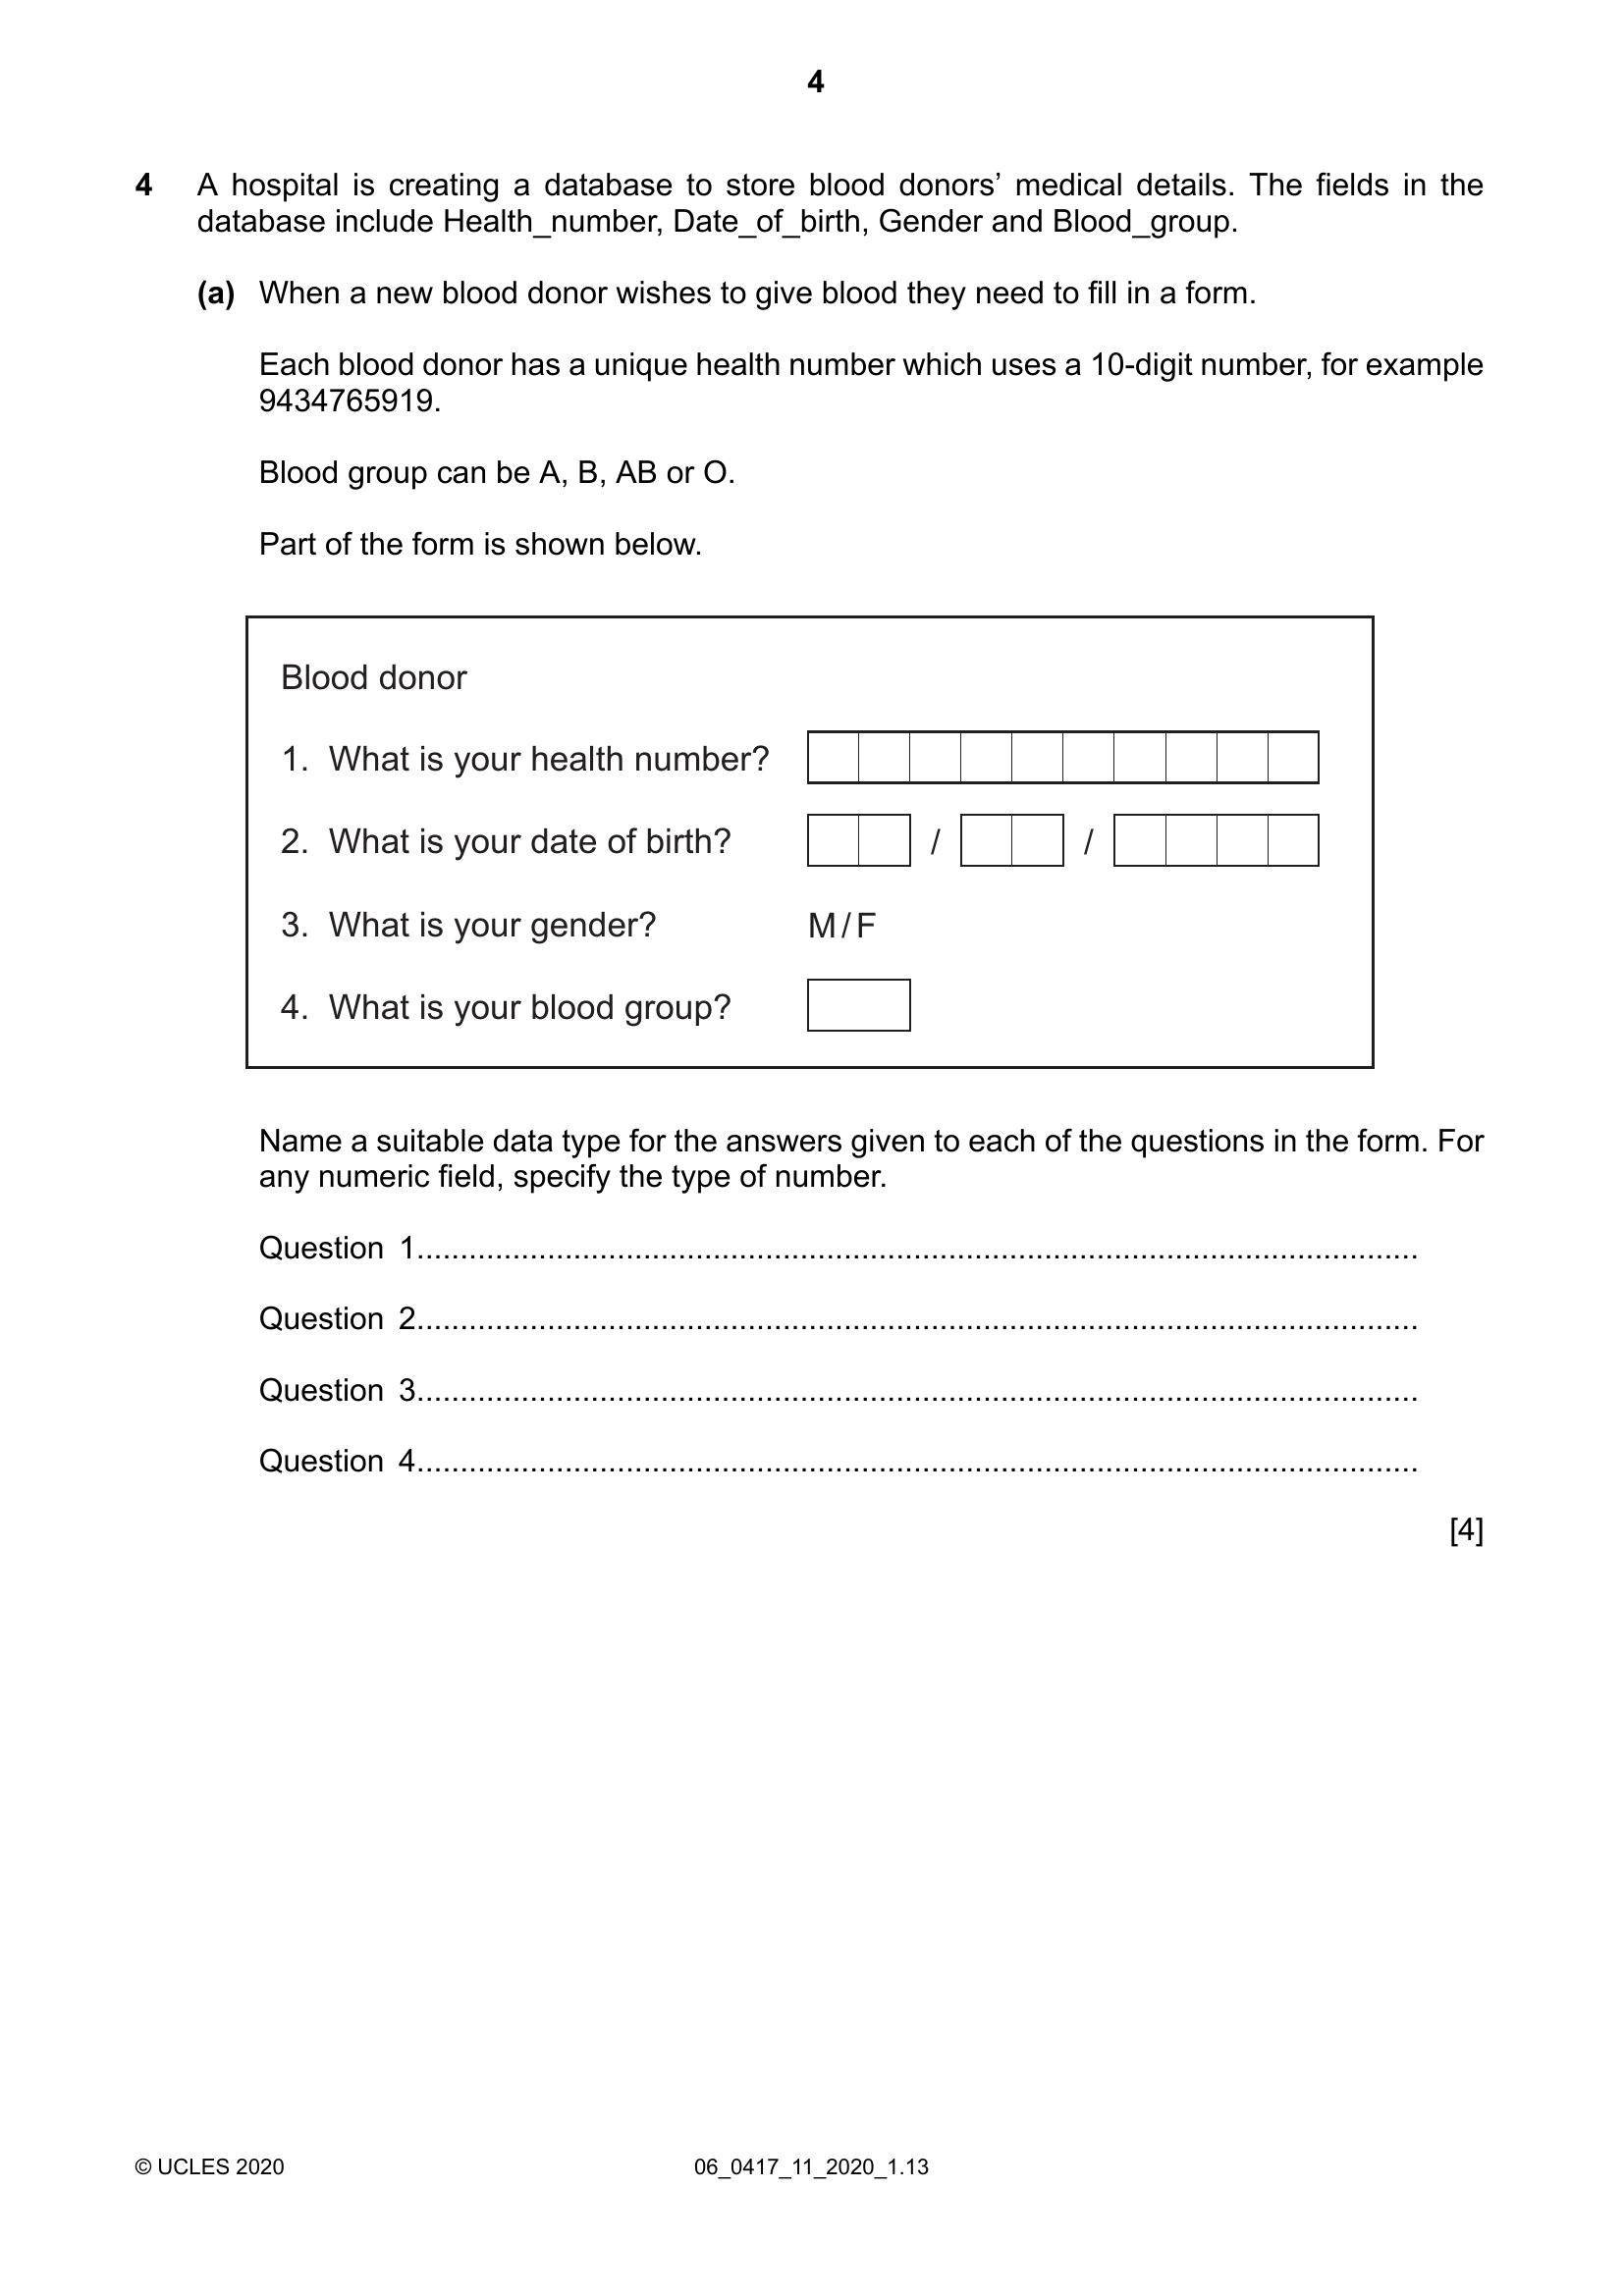 4
4 A hospital is creating a database to store blood donors’ medical details. The fields in the
database include Health_number, Date_of_birth, Gender and Blood_group.
(a) When a new blood donor wishes to give blood they need to fill in a form.
Each blood donor has a unique health number which uses a 10-digit number, for example
9434765919.
Blood group can be A, B, AB or O.
Part of the form is shown below.
Blood donor
1. What is your health number?
2. What is your date of birth? / /
3. What is your gender? M / F
4. What is your blood group?
Name a suitable data type for the answers given to each of the questions in the form. For
any numeric field, specify the type of number.
Question 1....................................................................................................................
Question 2....................................................................................................................
Question 3....................................................................................................................
Question 4....................................................................................................................
[4]
© UCLES 2020 06_0417_11_2020_1.13